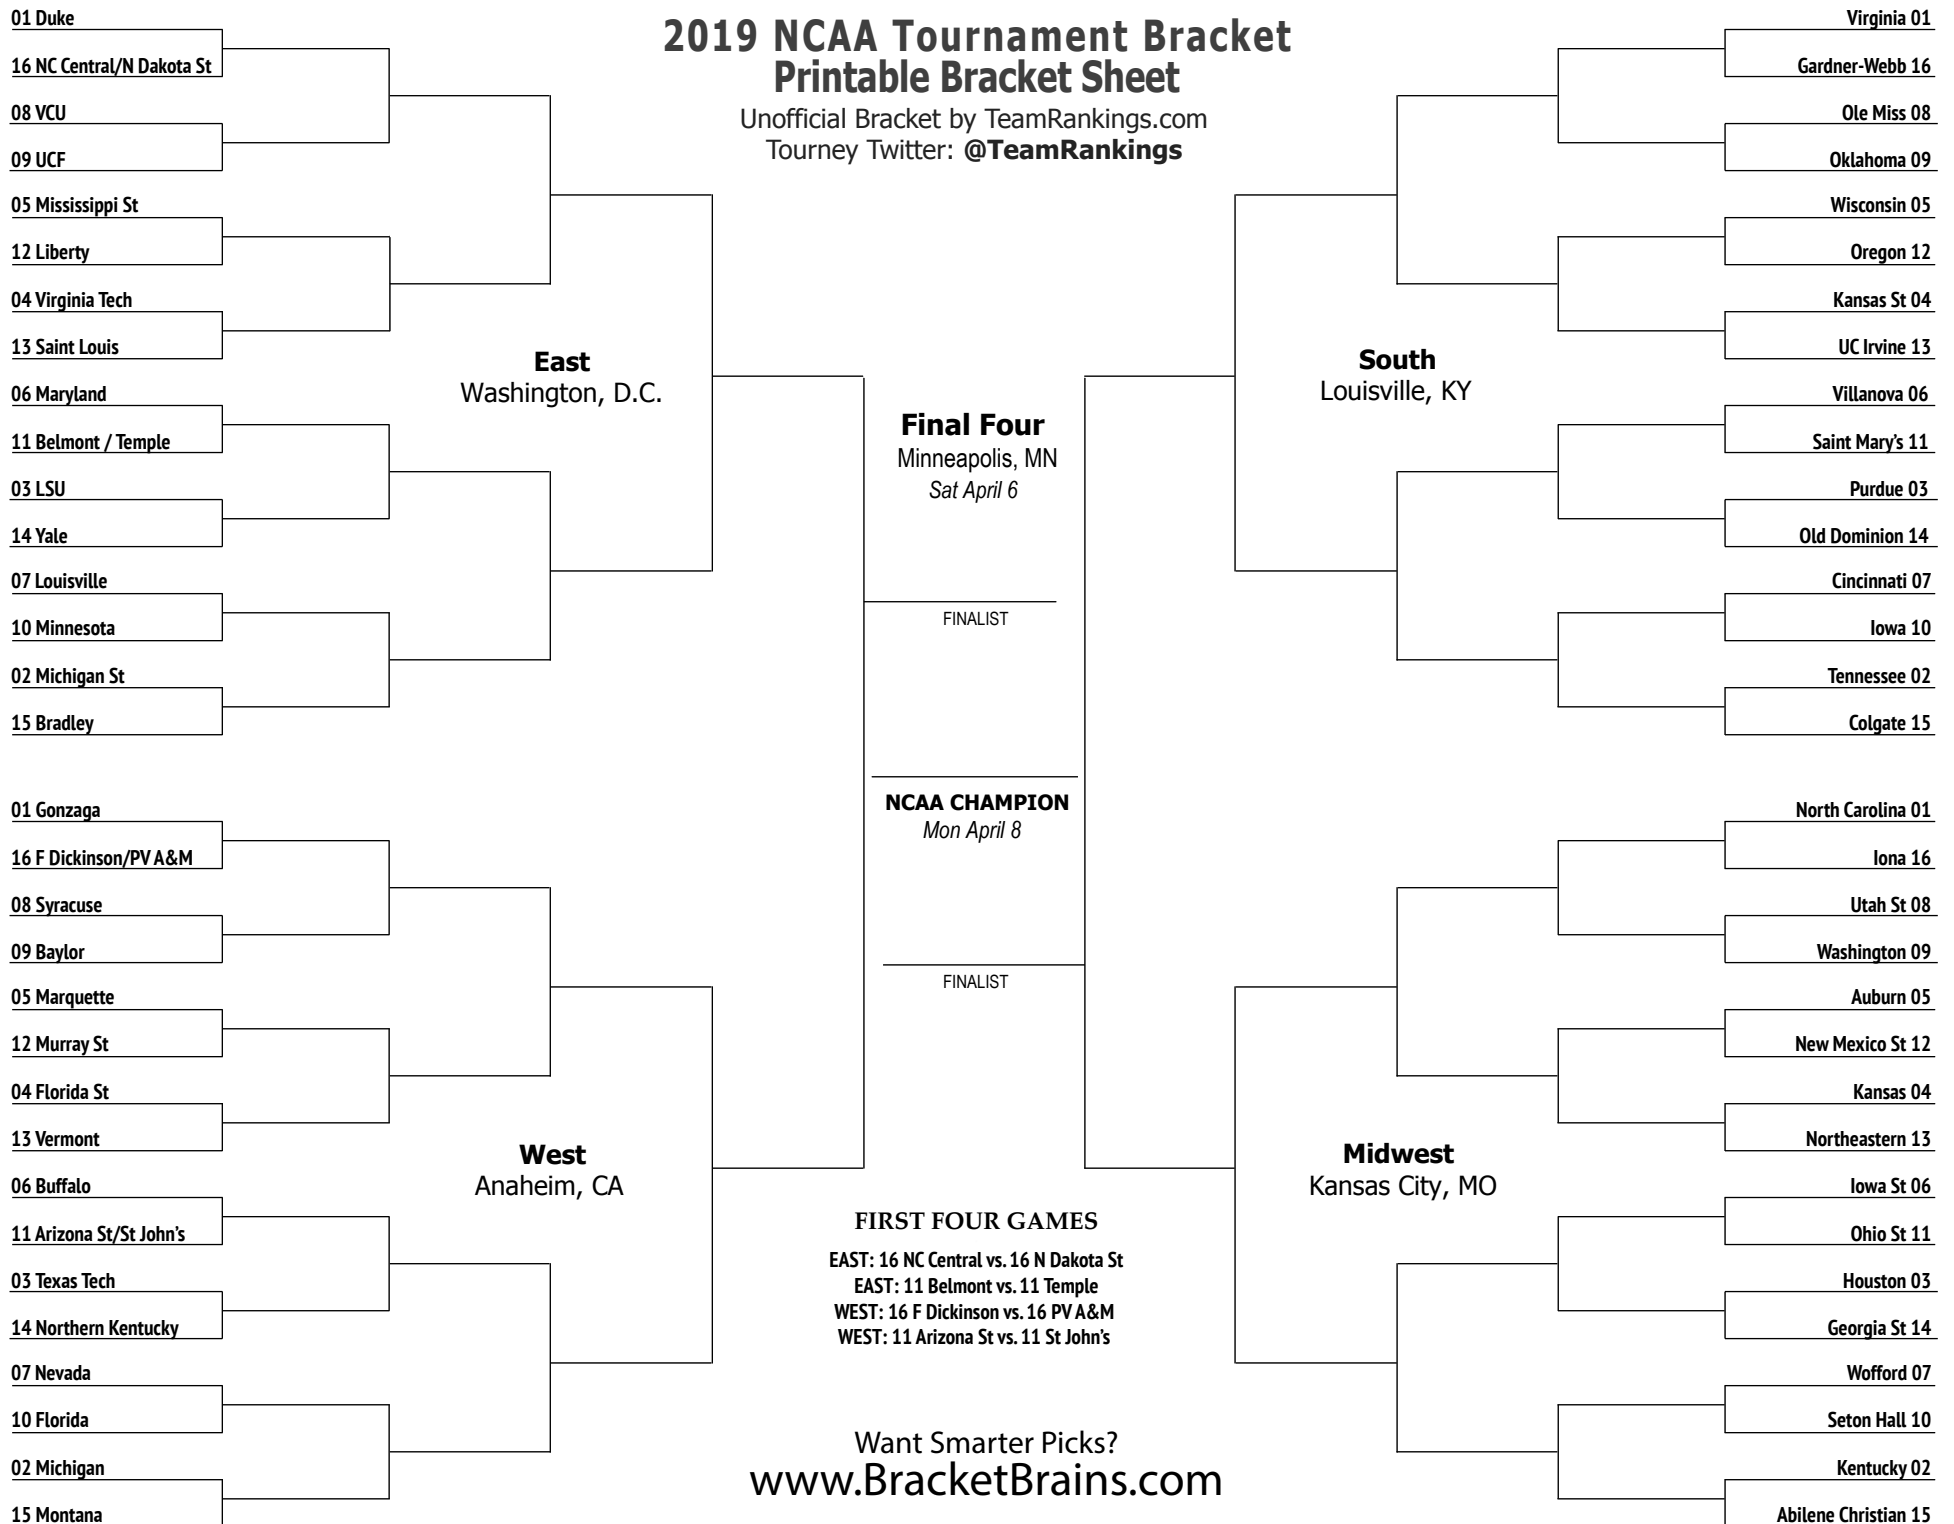 2019 NCAA Tournament Bracket
Printable Bracket Sheet
Unofficial Bracket by TeamRankings.com
Tourney Twitter: @TeamRankings
01 Duke
16 NC Central/N Dakota St
08 VCU
09 UCF
05 Mississippi St
12 Liberty
04 Virginia Tech
13 Saint Louis
06 Maryland
11 Belmont / Temple
03 LSU
14 Yale
07 Louisville
10 Minnesota
02 Michigan St
15 Bradley
East
Washington, D.C.
01 Gonzaga
16 F Dickinson/PV A&M
08 Syracuse
09 Baylor
05 Marquette
12 Murray St
04 Florida St
13 Vermont
06 Buffalo
11 Arizona St/St John's
03 Texas Tech
14 Northern Kentucky
07 Nevada
10 Florida
02 Michigan
15 Montana
West
Anaheim, CA
Final Four
Minneapolis, MN
Sat April 6
FINALIST
NCAA CHAMPION
Mon April 8
FINALIST
FIRST FOUR GAMES
EAST: 16 NC Central vs. 16 N Dakota St
EAST: 11 Belmont vs. 11 Temple
WEST: 16 F Dickinson vs. 16 PV A&M
WEST: 11 Arizona St vs. 11 St John's
Want Smarter Picks?
www.BracketBrains.com
Virginia 01
Gardner-Webb 16
Ole Miss 08
Oklahoma 09
Wisconsin 05
Oregon 12
Kansas St 04
UC Irvine 13
Villanova 06
Saint Mary's 11
Purdue 03
Old Dominion 14
Cincinnati 07
Iowa 10
Tennessee 02
Colgate 15
South
Louisville, KY
North Carolina 01
Iona 16
Utah St 08
Washington 09
Auburn 05
New Mexico St 12
Kansas 04
Northeastern 13
Iowa St 06
Ohio St 11
Houston 03
Georgia St 14
Wofford 07
Seton Hall 10
Kentucky 02
Abilene Christian 15
Midwest
Kansas City, MO